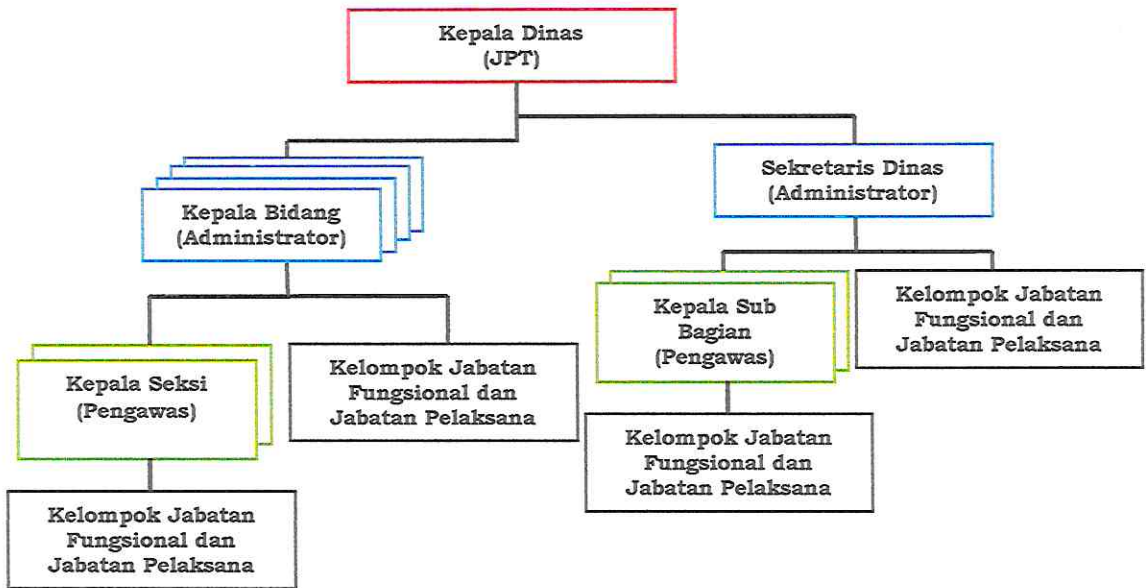 Kepala Dinas
(JPT)
Sekretaris Dinas
(Administrator)
Kepala Bidang
(Administrator)
Kepala Sub
Bagian
(Pengawas)
Kelompok Jabatan
Fungsional dan
Jabatan Pelaksana
Kepala Seksi
(Pengawas)
Kelompok Jabatan
Fungsional dan
Jabatan Pelaksana
Kelompok Jabatan
Fungsional dan
Jabatan Pelaksana
Kelompok Jabatan
Fungsional dan
Jabatan Pelaksana